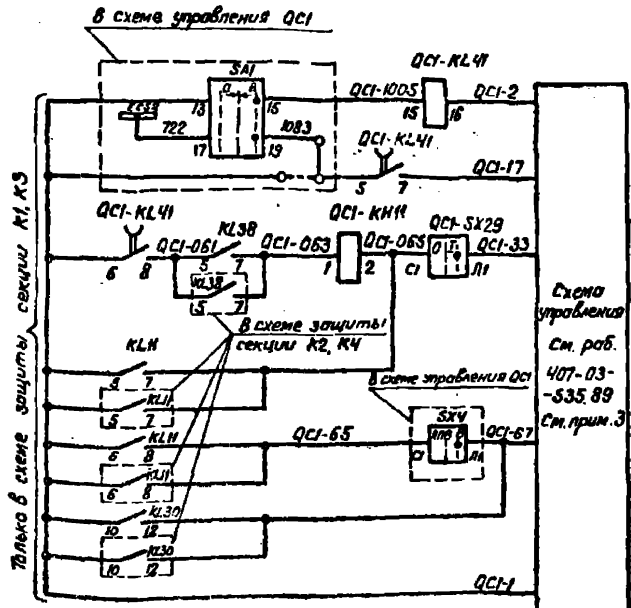 В схеме управления QC1
SA1
QC1-KL41
13
15
QC1-1005
15
16
QC1-2
722
17
19
1083
QC1-KL41
5
7
QC1-17
QC1-KL41
6
8
QC1-061
KL38
5
7
QC1-063
QC1-KH11
1
2
QC1-065
QC1-SX29
С1
Л1
QC1-33
KL38
5
7
В схеме защиты
секции К2, К4
Схема
управления
См. раб.
407-03-
-535.89
См. прим. 3
KL11
5
7
KL11
5
7
В схеме управления QC1
KL11
6
8
QC1-65
SX4
С1
Л1
QC1-67
KL11
6
8
KL30
10
12
KL30
10
12
QC1-1
Только в схеме защиты секции К1, К3